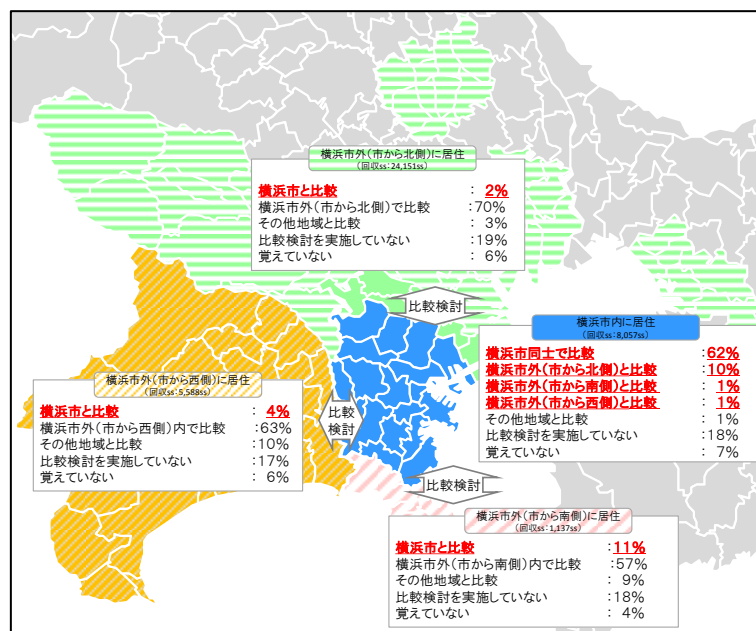 横浜市外(市から北側)に居住
(回収ss:24,151ss)
横浜市と比較 : 2%
横浜市外(市から北側)で比較 :70%
その他地域と比較 : 3%
比較検討を実施していない :19%
覚えていない : 6%
比較検討
横浜市内に居住
(回収ss:8,057ss)
横浜市同士で比較 :62%
横浜市外(市から北側)と比較 :10%
横浜市外(市から南側)と比較 : 1%
横浜市外(市から西側)と比較 : 1%
その他地域と比較 : 1%
比較検討を実施していない :18%
覚えていない : 7%
横浜市外(市から西側)に居住
(回収ss:5,588ss)
横浜市と比較 : 4%
横浜市外(市から西側)内で比較 :63%
その他地域と比較 :10%
比較検討を実施していない :17%
覚えていない : 6%
比較
検討
比較検討
横浜市外(市から南側)に居住
(回収ss:1,137ss)
横浜市と比較 :11%
横浜市外(市から南側)内で比較 :57%
その他地域と比較 : 9%
比較検討を実施していない :18%
覚えていない : 4%